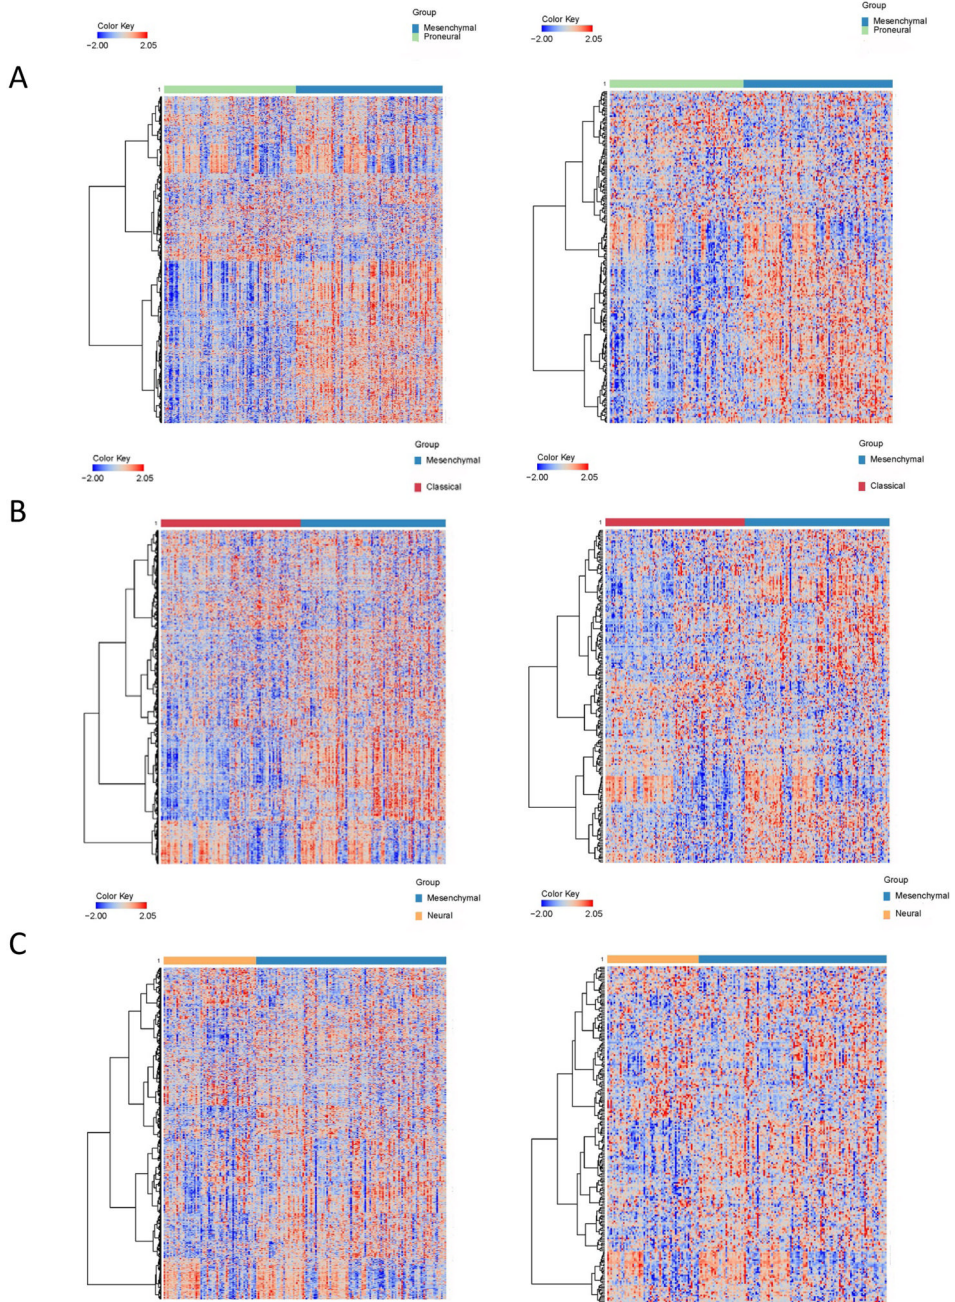 Group
Color Key
Mesenchymal
Proneural
−2.00 2.05
1
Group
Color Key
Mesenchymal
Proneural
−2.00 2.05
1
A
Group
Color Key
Mesenchymal
−2.00 2.05
Classical
1
Group
Color Key
Mesenchymal
−2.00 2.05
Classical
1
B
Group
Color Key
Mesenchymal
−2.00 2.05
Neural
1
Group
Color Key
Mesenchymal
−2.00 2.05
Neural
1
C